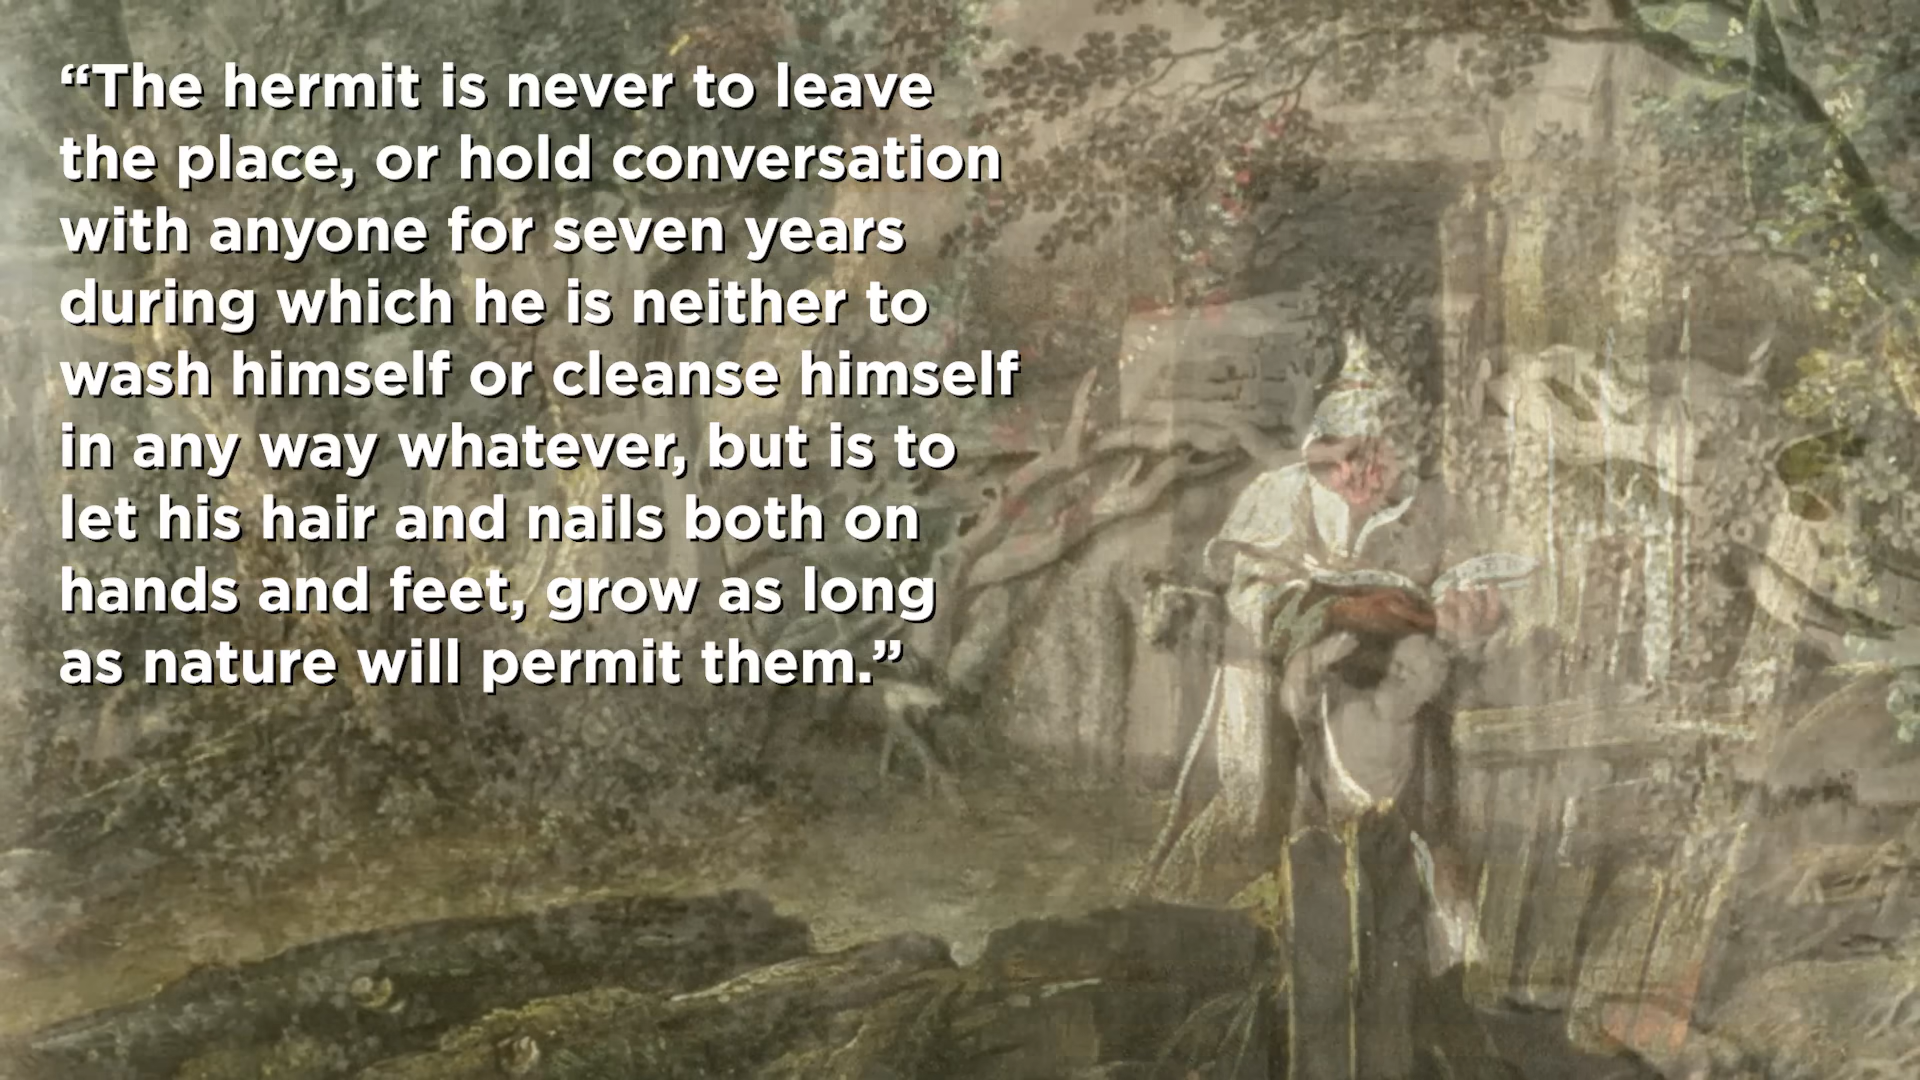 “The hermit is never to leave
the place, or hold conversation
with anyone for seven years
during which he is neither to
wash himself or cleanse himself
in any way whatever, but is to
let his hair and nails both on
hands and feet, grow as long
as nature will permit them.”